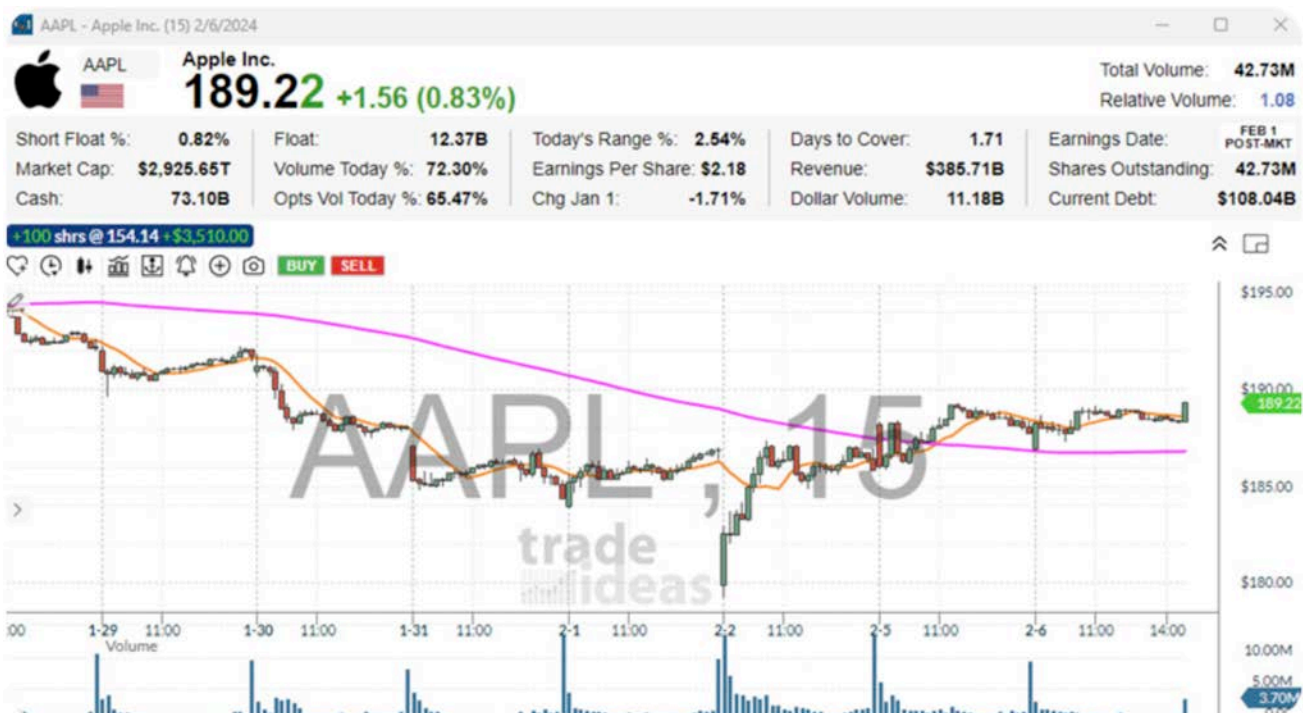 AAPL - Apple Inc. (15) 2/6/2024
AAPL
Apple Inc.
189.22 +1.56 (0.83%)
Total Volume: 42.73M
Relative Volume: 1.08
Short Float %: 0.82% Float: 12.37B Today's Range %: 2.54% Days to Cover: 1.71 Earnings Date: FEB 1 POST-MKT
Market Cap: $2,925.65T Volume Today %: 72.30% Earnings Per Share: $2.18 Revenue: $385.71B Shares Outstanding: 42.73M
Cash: 73.10B Opts Vol Today %: 65.47% Chg Jan 1: -1.71% Dollar Volume: 11.18B Current Debt: $108.04B
+100 shrs @ 154.14 +$3,510.00
BUY SELL
$195.00
$190.00
189.22
AAPL, 15
$185.00
trade
ideas
$180.00
:00 1-29 11:00 1-30 11:00 1-31 11:00 2-1 11:00 2-2 11:00 2-5 11:00 2-6 11:00 14:00
Volume
10.00M
5.00M
3.70M